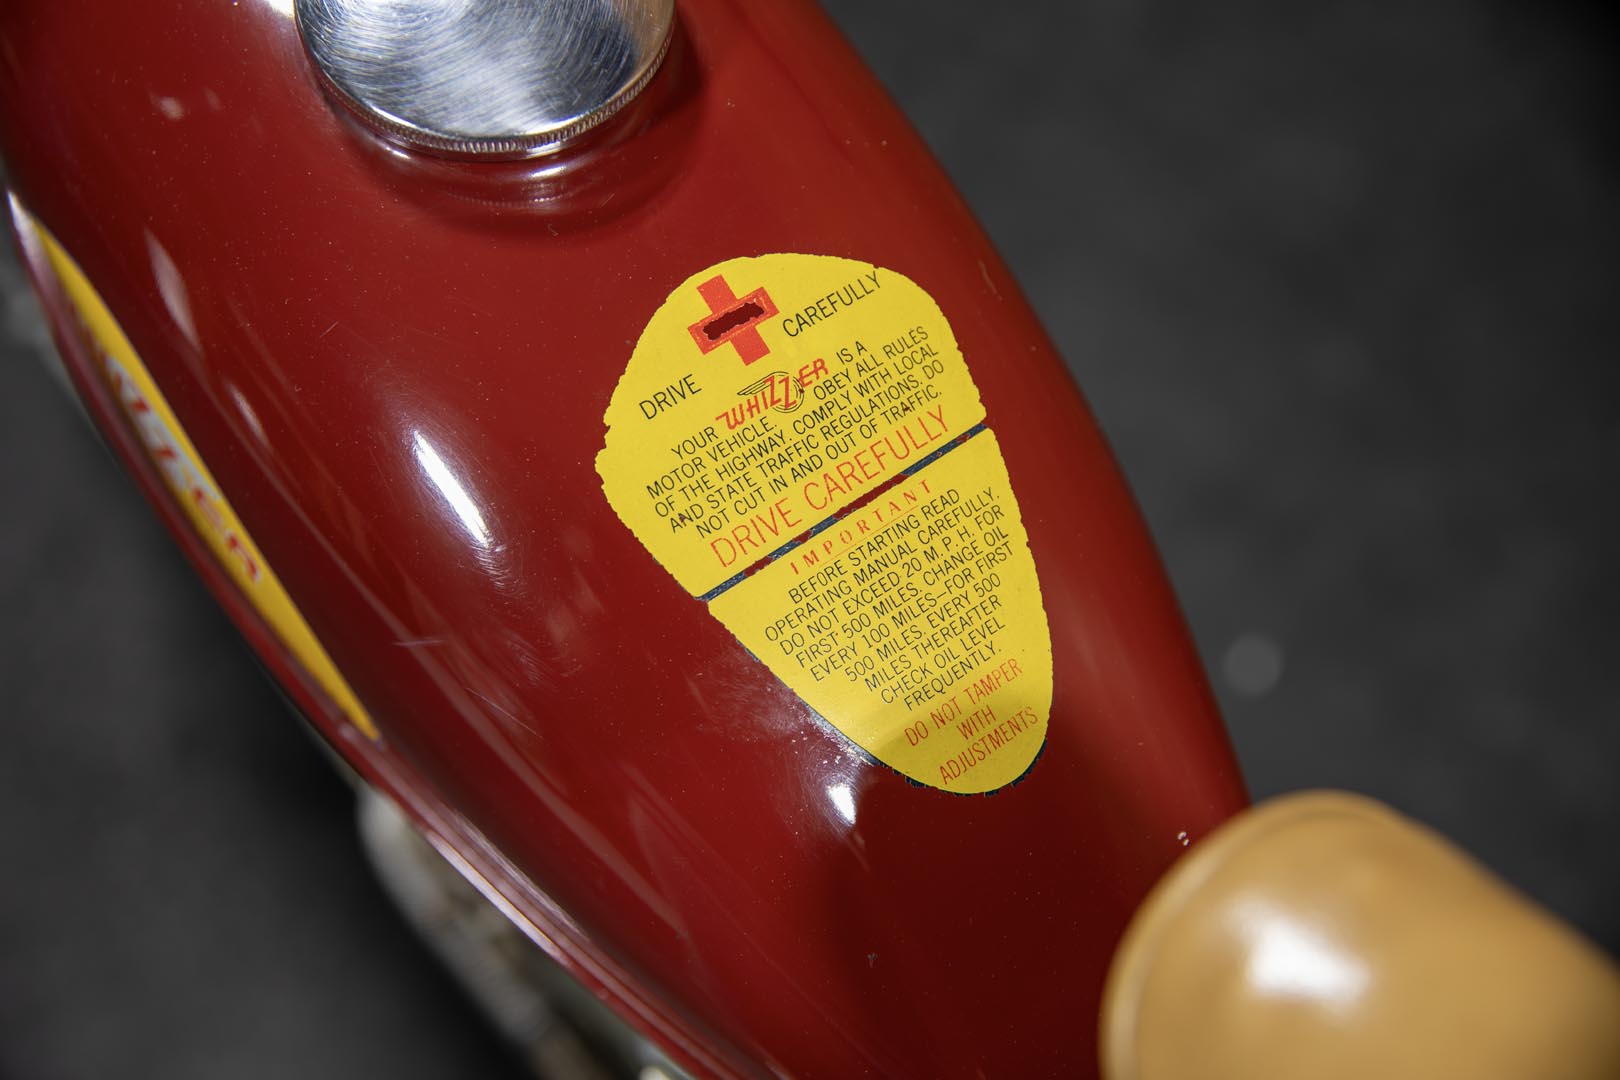 DRIVE CAREFULLY
YOUR WHIZZER IS A
MOTOR VEHICLE. OBEY ALL RULES
OF THE HIGHWAY. COMPLY WITH LOCAL
AND STATE TRAFFIC REGULATIONS. DO
NOT CUT IN AND OUT OF TRAFFIC.
DRIVE CAREFULLY
IMPORTANT
BEFORE STARTING READ
OPERATING MANUAL CAREFULLY.
DO NOT EXCEED 20 M.P.H. FOR
FIRST 500 MILES. CHANGE OIL
EVERY 100 MILES—FOR FIRST
500 MILES. EVERY 500
MILES THEREAFTER
CHECK OIL LEVEL
FREQUENTLY.
DO NOT TAMPER
WITH
ADJUSTMENTS